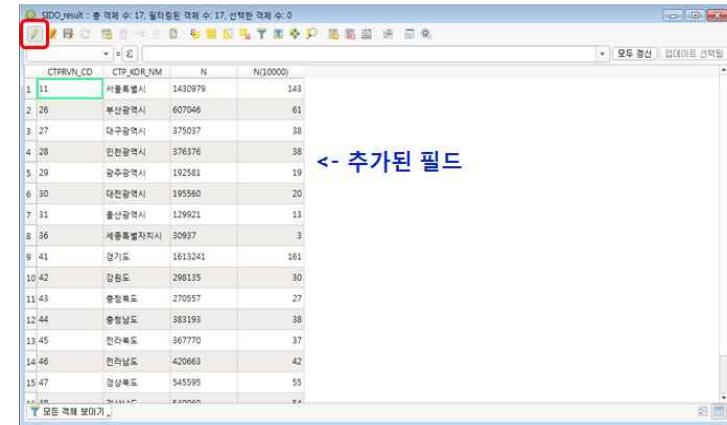 SIDO_result :: 총 객체 수: 17, 필터링된 객체 수: 17, 선택한 객체 수: 0
= ε 모두 갱신 업데이트 선택됨
CTPRVN_CD CTP_KOR_NM N N(10000)
1 11 서울특별시 1430979 143
2 26 부산광역시 607046 61
3 27 대구광역시 375037 38
4 28 인천광역시 376376 38
<- 추가된 필드
5 29 광주광역시 192581 19
6 30 대전광역시 195560 20
7 31 울산광역시 129921 13
8 36 세종특별자치시 30937 3
9 41 경기도 1613241 161
10 42 강원도 298135 30
11 43 충청북도 270557 27
12 44 충청남도 383193 38
13 45 전라북도 367770 37
14 46 전라남도 420663 42
15 47 경상북도 545595 55
모든 객체 보이기